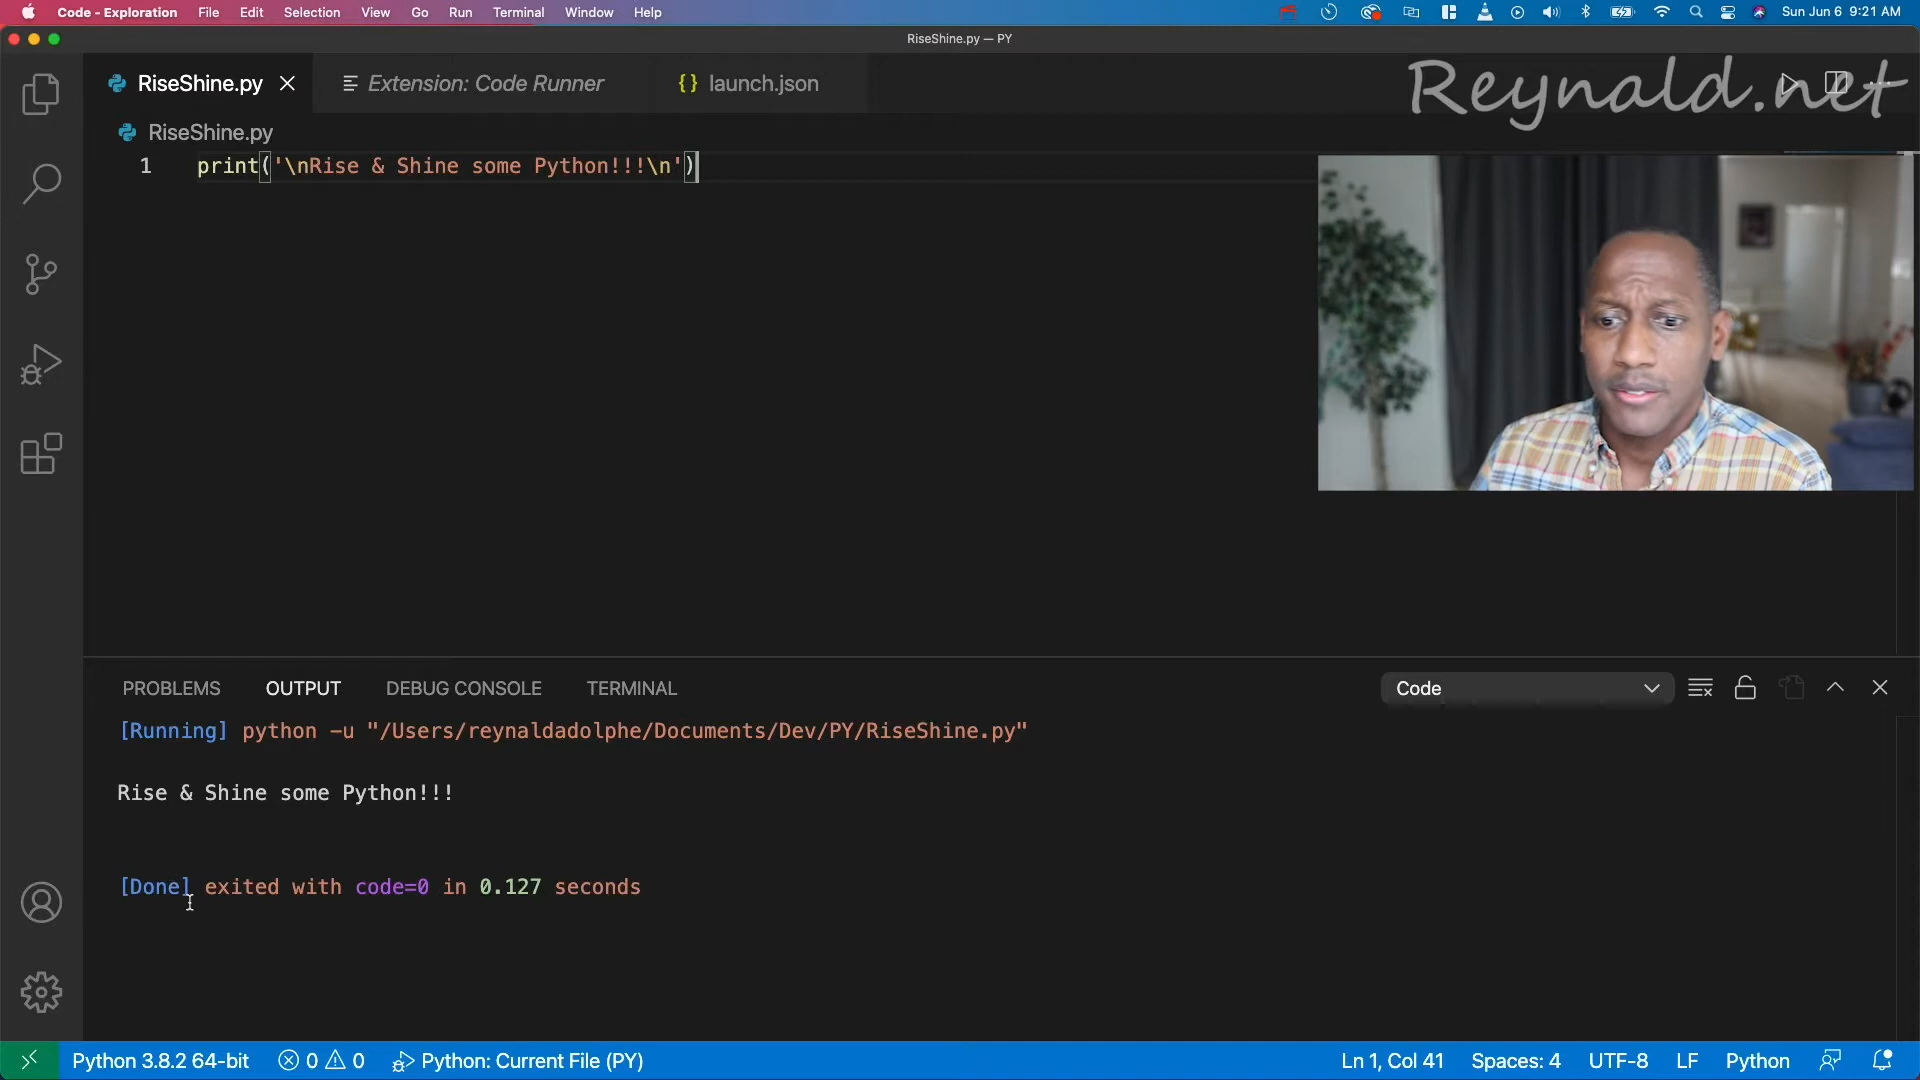 Code - Exploration File Edit Selection View Go Run Terminal Window Help Sun Jun 6 9:21 AM
RiseShine.py — PY
RiseShine.py Extension: Code Runner {} launch.json
Reynald.net
RiseShine.py
1 print('\nRise & Shine some Python!!!\n')
PROBLEMS OUTPUT DEBUG CONSOLE TERMINAL Code
[Running] python -u "/Users/reynaldadolphe/Documents/Dev/PY/RiseShine.py"
Rise & Shine some Python!!!
[Done] exited with code=0 in 0.127 seconds
Python 3.8.2 64-bit 0 0 Python: Current File (PY) Ln 1, Col 41 Spaces: 4 UTF-8 LF Python